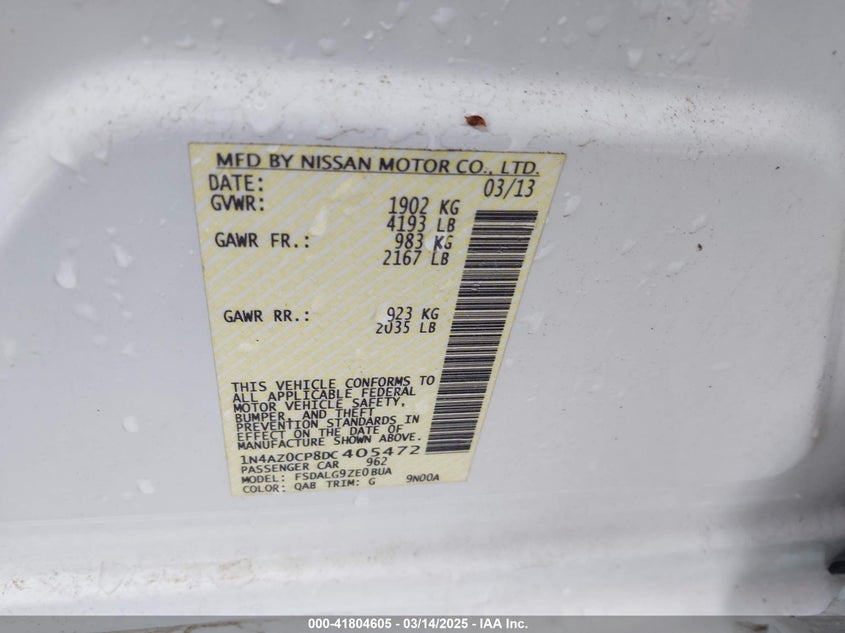 MFD BY NISSAN MOTOR CO., LTD.
DATE: 03/13
GVWR: 1902 KG
4193 LB
GAWR FR.: 983 KG
2167 LB
GAWR RR.: 923 KG
2035 LB
THIS VEHICLE CONFORMS TO
ALL APPLICABLE FEDERAL
MOTOR VEHICLE SAFETY,
BUMPER, AND THEFT
PREVENTION STANDARDS IN
EFFECT ON THE DATE OF
MANUFACTURE SHOWN ABOVE.
1N4AZ0CP8DC405472
PASSENGER CAR 962
MODEL: FSDALG9ZE0BUA
COLOR: QAB TRIM: G 9N00A
000-41804605 - 03/14/2025 - IAA Inc.